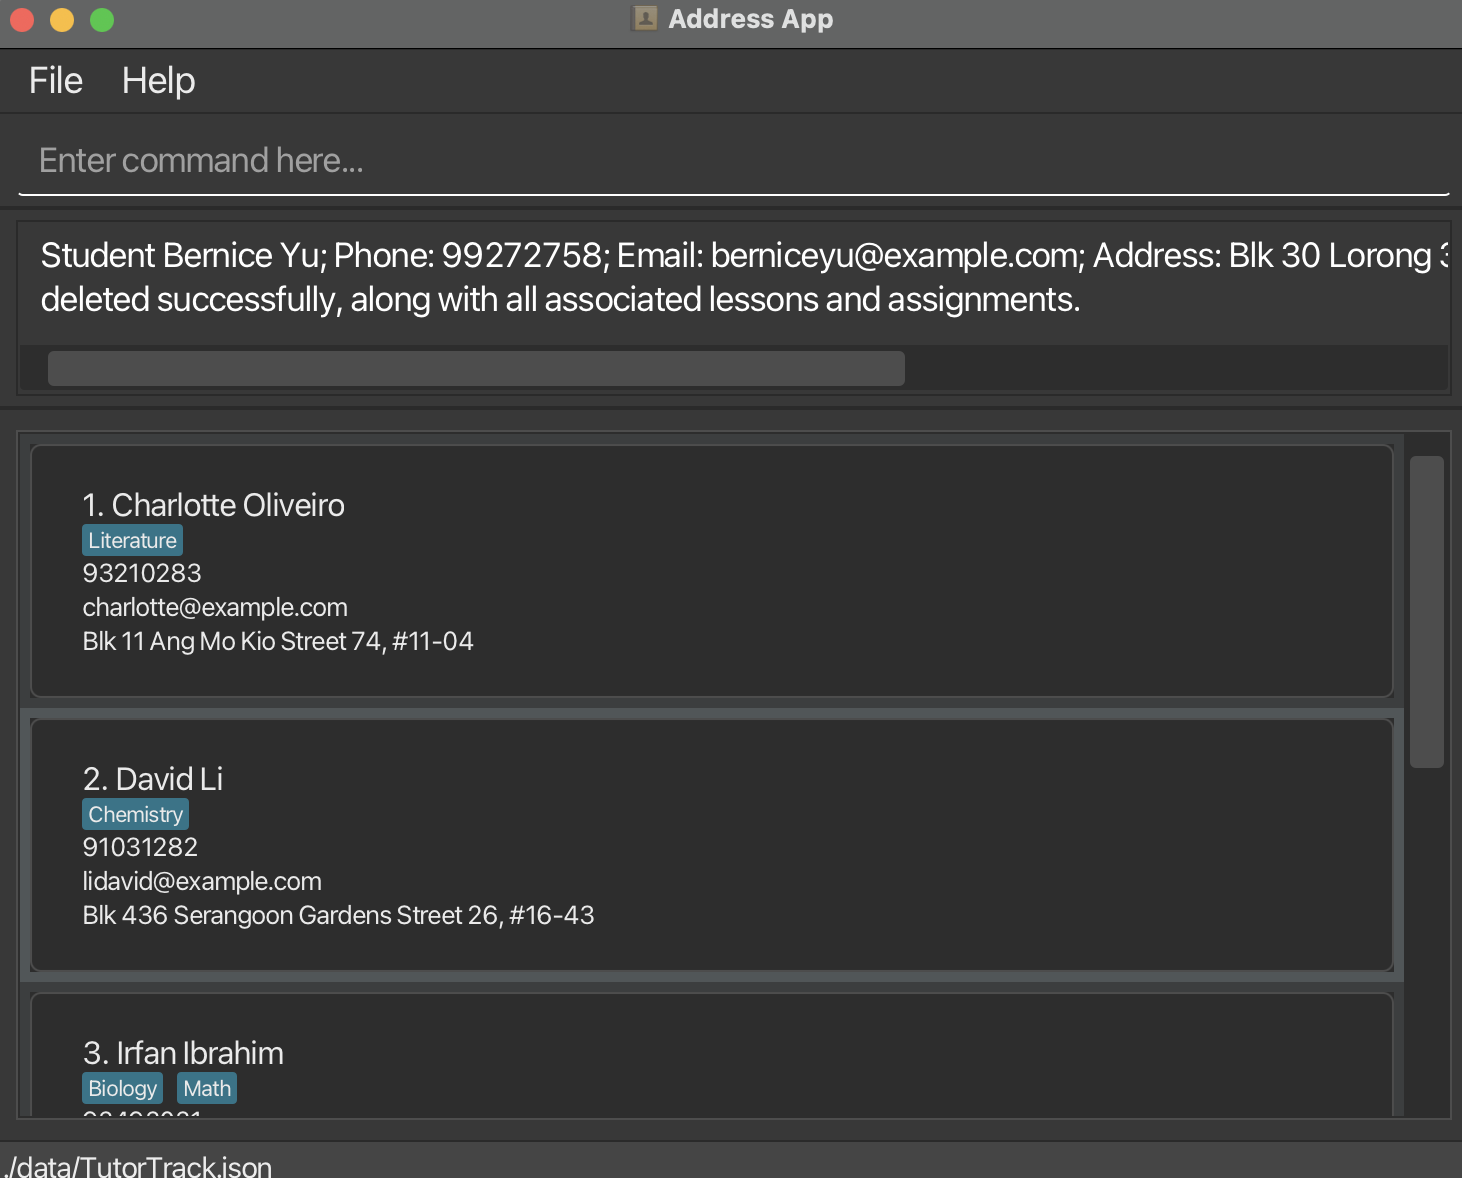 Address App
File Help
Enter command here...
Student Bernice Yu; Phone: 99272758; Email: berniceyu@example.com; Address: Blk 30 Lorong
deleted successfully, along with all associated lessons and assignments.
1. Charlotte Oliveiro
Literature
93210283
charlotte@example.com
Blk 11 Ang Mo Kio Street 74, #11-04
2. David Li
Chemistry
91031282
lidavid@example.com
Blk 436 Serangoon Gardens Street 26, #16-43
3. Irfan Ibrahim
Biology Math
./data/TutorTrack.json